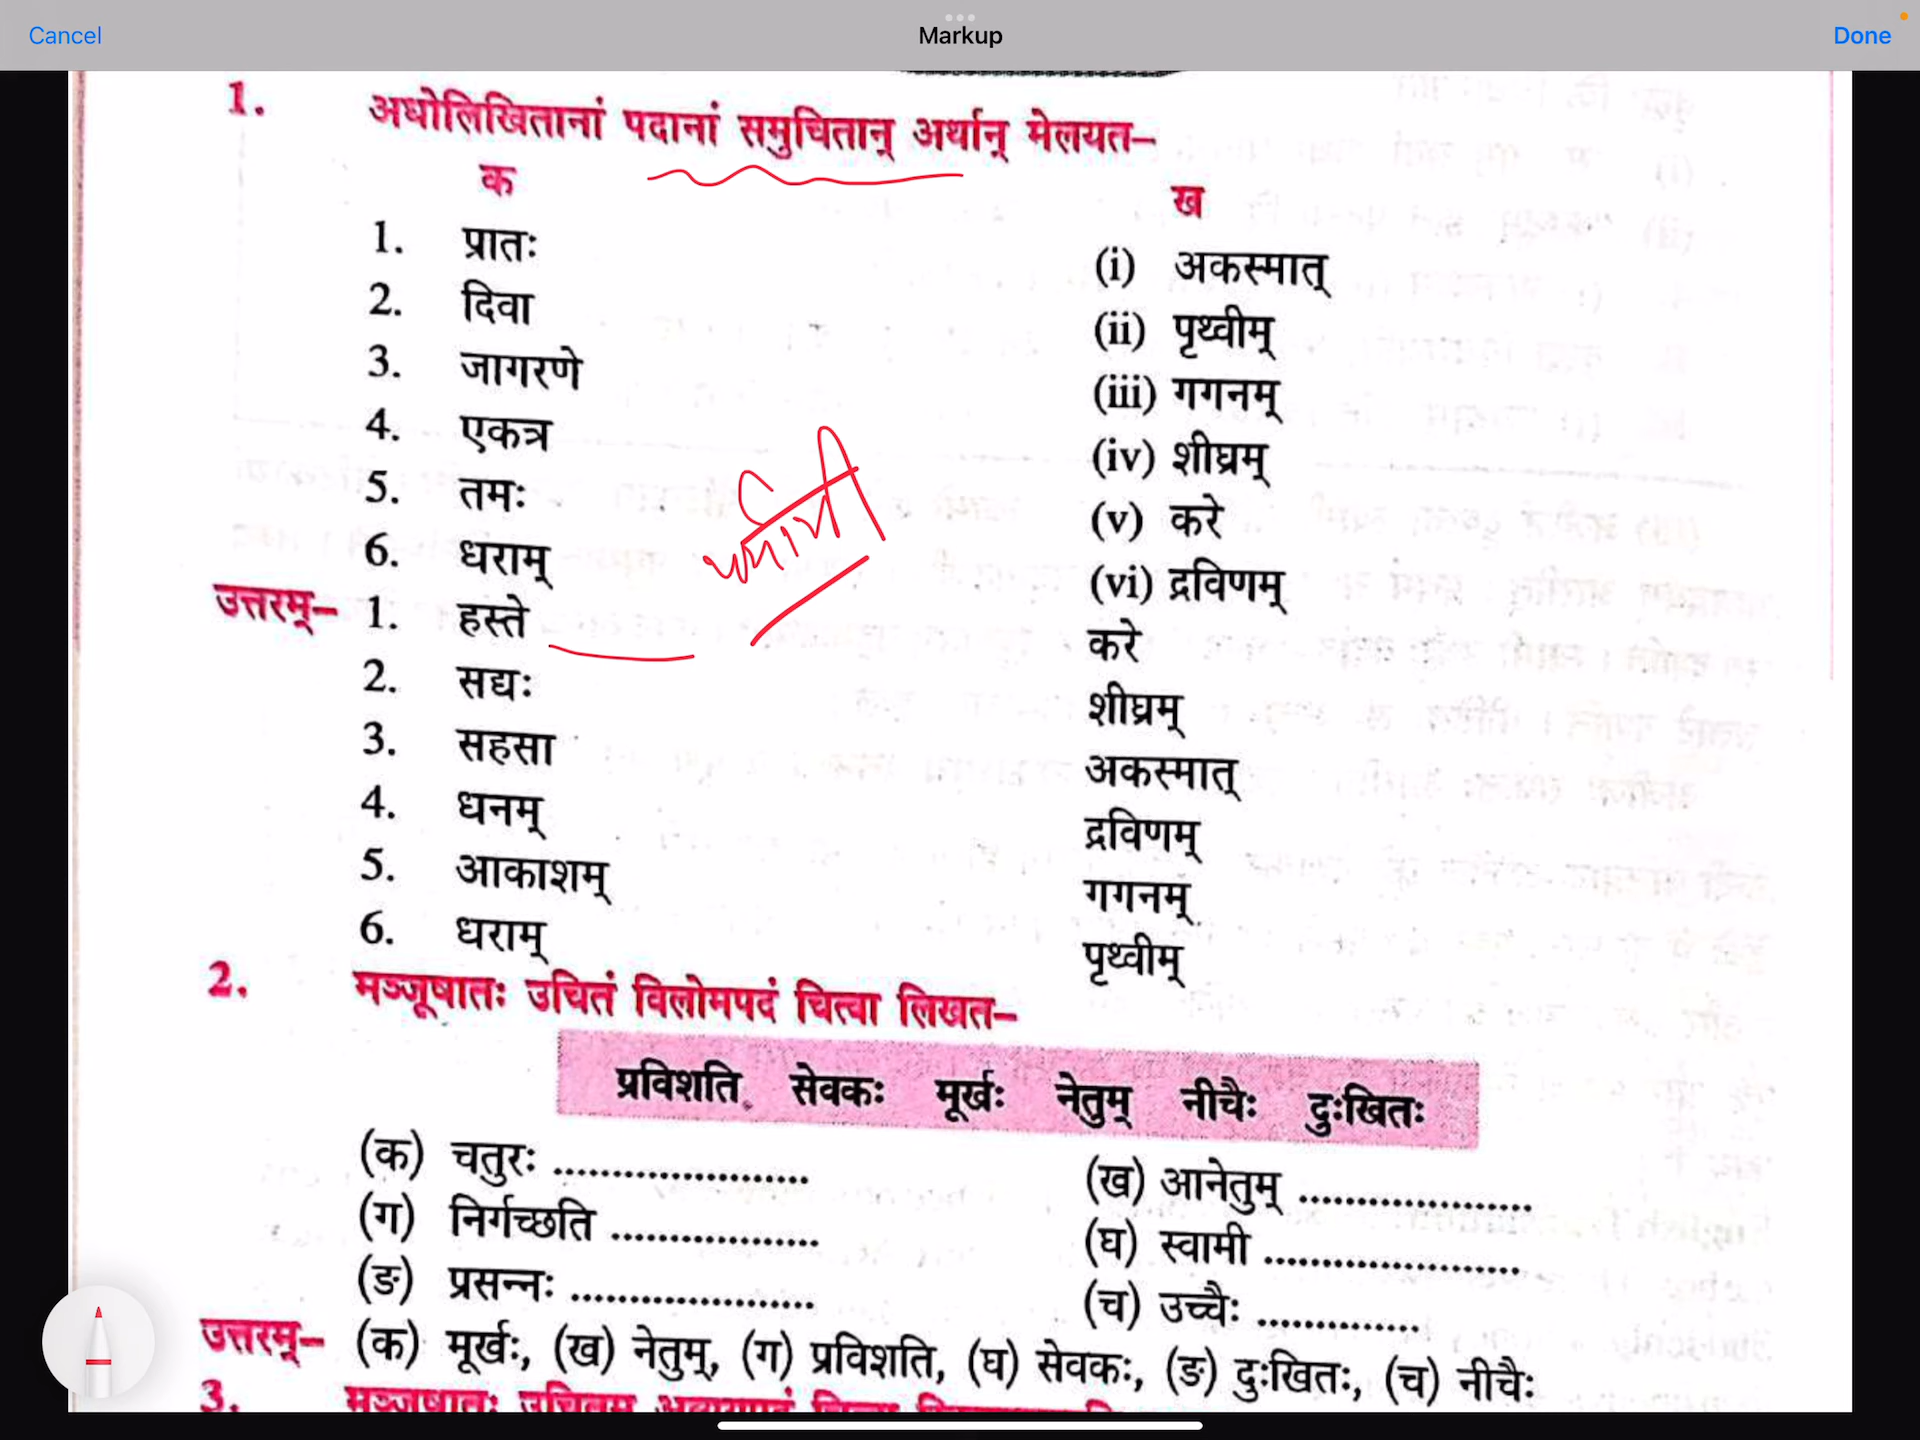 Cancel Markup Done
1. अधोलिखितानां पदानां समुचितान् अर्थान् मेलयत–
क ख
1. प्रातः (i) अकस्मात्
2. दिवा (ii) पृथ्वीम्
3. जागरणे (iii) गगनम्
4. एकत्र (iv) शीघ्रम्
5. तमः (v) करे
6. धराम् (vi) द्रविणम्
उत्तरम्– 1. हस्ते करे
2. सद्यः शीघ्रम्
3. सहसा अकस्मात्
4. धनम् द्रविणम्
5. आकाशम् गगनम्
6. धराम् पृथ्वीम्
2. मञ्जूषातः उचितं विलोमपदं चित्वा लिखत–
प्रविशति सेवकः मूर्खः नेतुम् नीचैः दुःखितः
(क) चतुरः ..................... (ख) आनेतुम् ....................
(ग) निर्गच्छति .................. (घ) स्वामी ......................
(ङ) प्रसन्नः ..................... (च) उच्चैः ..............
उत्तरम्– (क) मूर्खः, (ख) नेतुम्, (ग) प्रविशति, (घ) सेवकः, (ङ) दुःखितः, (च) नीचैः
3.